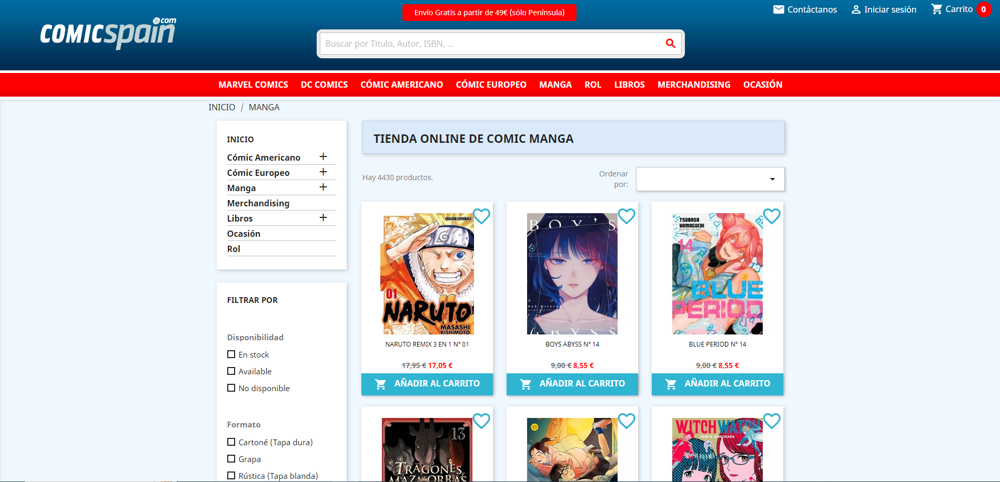 Envío Gratis a partir de 49€ (sólo Península)
Contáctanos
Iniciar sesión
Carrito 0
COMICspain.com
Buscar por Titulo, Autor, ISBN, ...
MARVEL COMICS DC COMICS CÓMIC AMERICANO CÓMIC EUROPEO MANGA ROL LIBROS MERCHANDISING OCASIÓN
INICIO / MANGA
INICIO
Cómic Americano
Cómic Europeo
Manga
Merchandising
Libros
Ocasión
Rol
FILTRAR POR
Disponibilidad
En stock
Available
No disponible
Formato
Cartoné (Tapa dura)
Grapa
Rústica (Tapa blanda)
TIENDA ONLINE DE COMIC MANGA
Hay 4430 productos.
Ordenar
por:
EDICIÓN ESPAÑOLA
01
NARUTO
MASASHI
KISHIMOTO
NARUTO REMIX 3 EN 1 Nº 01
17,95 € 17,05 €
AÑADIR AL CARRITO
BOY'S
BOY'S
Ryô Minenami
ABYSS
BOYS ABYSS Nº 14
9,00 € 8,55 €
AÑADIR AL CARRITO
TSUBASA
YAMAGUCHI
MILKY WAY EDICIONES
14
BLUE
PERIOD
BLUE PERIOD Nº 14
9,00 € 8,55 €
AÑADIR AL CARRITO
13
TRAGONES
MAZMORRAS
13
WITCH WATCH
KENTA SHINOHARA